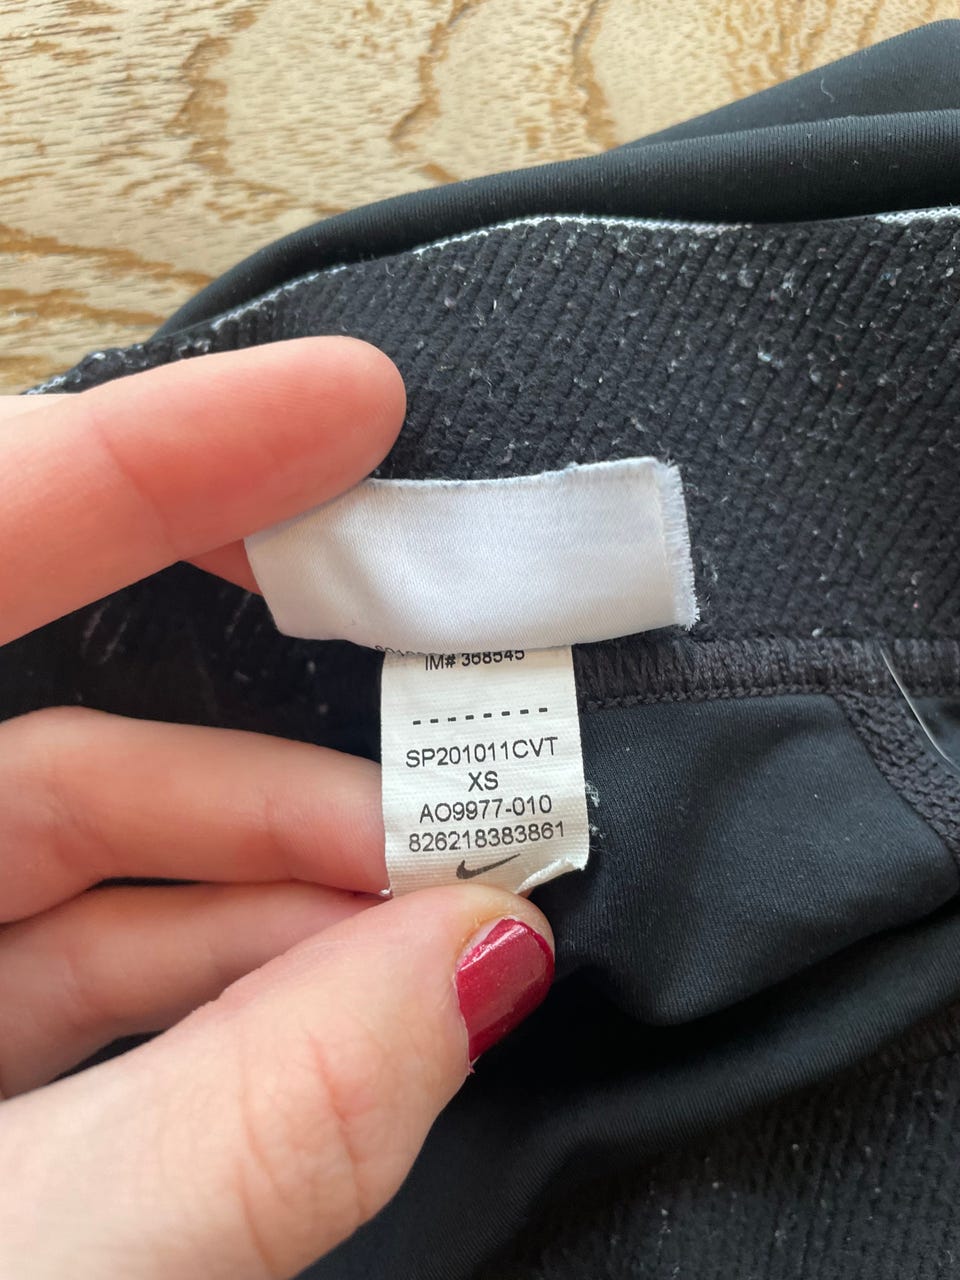 IM# 368545
--------
SP201011CVT
XS
AO9977-010
826218383861